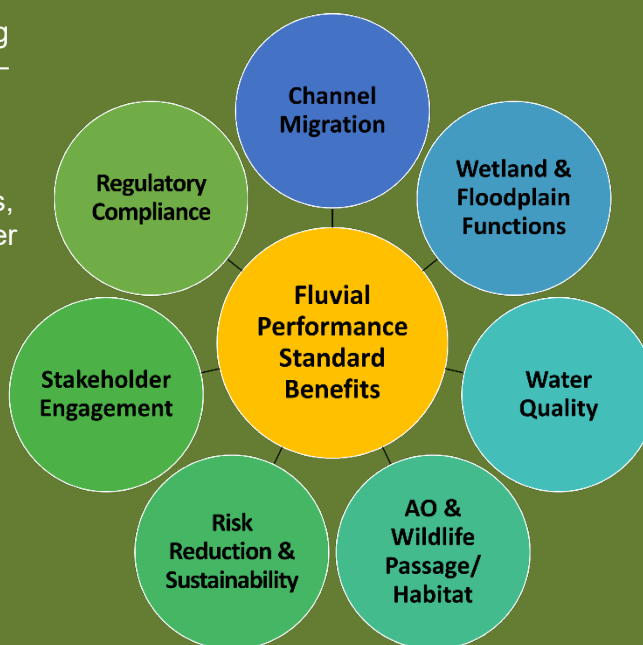 Fluvial
Performance
Standard
Benefits
Channel
Migration
Wetland &
Floodplain
Functions
Water
Quality
AO &
Wildlife
Passage/
Habitat
Risk
Reduction &
Sustainability
Stakeholder
Engagement
Regulatory
Compliance